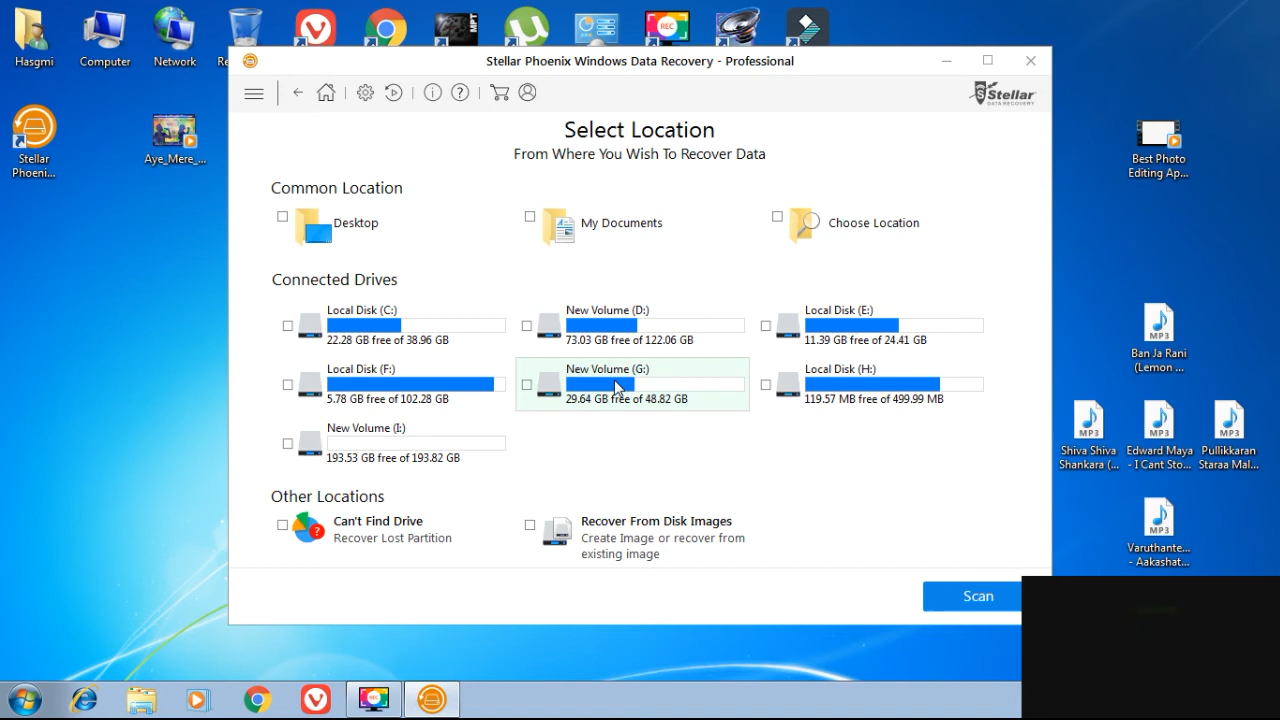 Hasgmi
Computer
Network
Re
MPT
REC
Stellar
Phoeni...
Aye_Mere_...
Stellar Phoenix Windows Data Recovery - Professional
Stellar
DATA RECOVERY
Select Location
From Where You Wish To Recover Data
Common Location
Desktop
My Documents
Choose Location
Connected Drives
Local Disk (C:)
22.28 GB free of 38.96 GB
New Volume (D:)
73.03 GB free of 122.06 GB
Local Disk (E:)
11.39 GB free of 24.41 GB
Local Disk (F:)
5.78 GB free of 102.28 GB
New Volume (G:)
29.64 GB free of 48.82 GB
Local Disk (H:)
119.57 MB free of 499.99 MB
New Volume (I:)
193.53 GB free of 193.82 GB
Other Locations
Can't Find Drive
Recover Lost Partition
Recover From Disk Images
Create Image or recover from
existing image
Scan
Best Photo
Editing Ap...
MP3
Ban Ja Rani
(Lemon ...
MP3
Shiva Shiva
Shankara (...
MP3
Edward Maya
- I Cant Sto...
MP3
Pullikkaran
Staraa Mal...
MP3
Varuthante...
- Aakashat...
REC